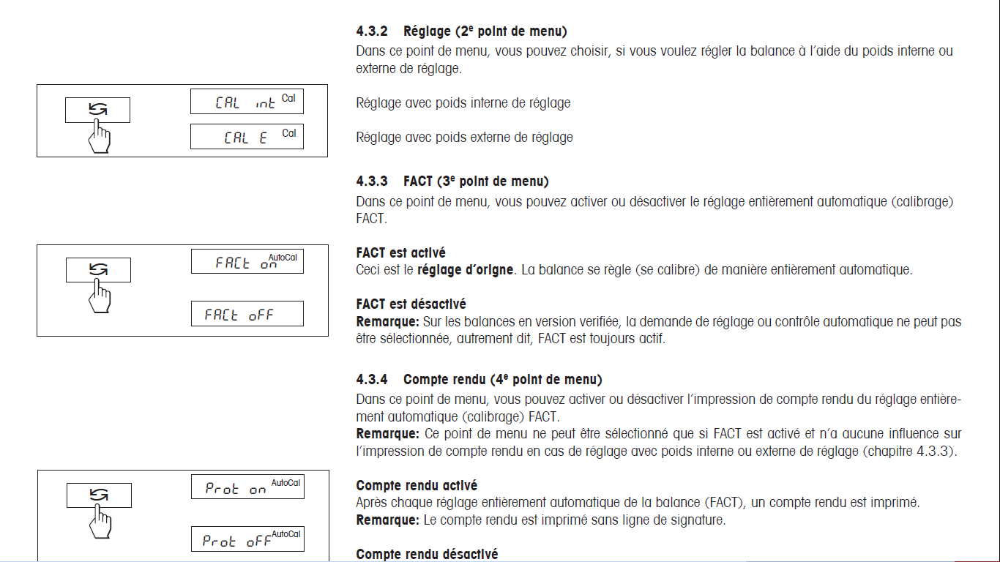 4.3.2 Réglage (2e point de menu)
Dans ce point de menu, vous pouvez choisir, si vous voulez régler la balance à l'aide du poids interne ou
externe de réglage.
CAL int Cal
Réglage avec poids interne de réglage
CAL E Cal
Réglage avec poids externe de réglage
4.3.3 FACT (3e point de menu)
Dans ce point de menu, vous pouvez activer ou désactiver le réglage entièrement automatique (calibrage)
FACT.
FACT est activé
FACt on AutoCal
Ceci est le réglage d'origne. La balance se règle (se calibre) de manière entièrement automatique.
FACT est désactivé
FACt oFF
Remarque: Sur les balances en version verifiée, la demande de réglage ou contrôle automatique ne peut pas
être sélectionnée, autrement dit, FACT est toujours actif.
4.3.4 Compte rendu (4e point de menu)
Dans ce point de menu, vous pouvez activer ou désactiver l'impression de compte rendu du réglage entière-
ment automatique (calibrage) FACT.
Remarque: Ce point de menu ne peut être sélectionné que si FACT est activé et n'a aucune influence sur
l'impression de compte rendu en cas de réglage avec poids interne ou externe de réglage (chapitre 4.3.3).
Prot on AutoCal
Compte rendu activé
Après chaque réglage entièrement automatique de la balance (FACT), un compte rendu est imprimé.
Remarque: Le compte rendu est imprimé sans ligne de signature.
Prot oFF AutoCal
Compte rendu désactivé